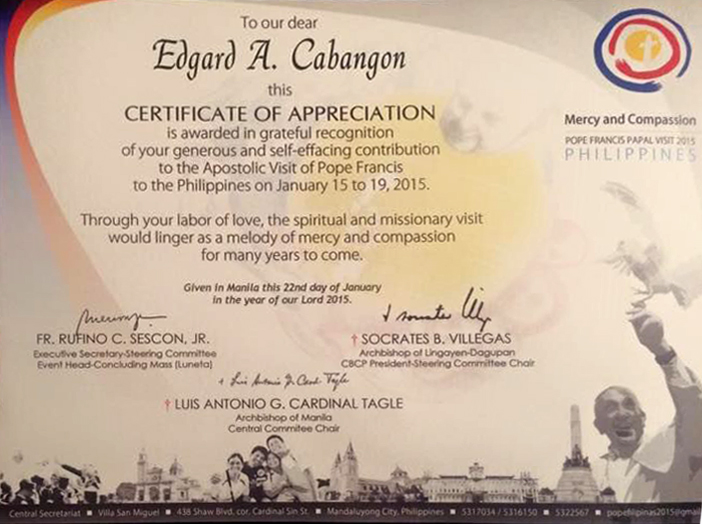 To our dear
Edgard A. Cabangon
this
CERTIFICATE OF APPRECIATION
is awarded in grateful recognition
of your generous and self-effacing contribution
to the Apostolic Visit of Pope Francis
to the Philippines on January 15 to 19, 2015.
Through your labor of love, the spiritual and missionary visit
would linger as a melody of mercy and compassion
for many years to come.
Given in Manila this 22nd day of January
in the year of our Lord 2015.
Mercy and Compassion
POPE FRANCIS PAPAL VISIT 2015
PHILIPPINES
FR. RUFINO C. SESCON, JR.
Executive Secretary-Steering Committee
Event Head-Concluding Mass (Luneta)
† SOCRATES B. VILLEGAS
Archbishop of Lingayen-Dagupan
CBCP President-Steering Committee Chair
† Luis Antonio G. Card Tagle
† LUIS ANTONIO G. CARDINAL TAGLE
Archbishop of Manila
Central Commitee Chair
Central Secretariat ■ Villa San Miguel ■ 438 Shaw Blvd. cor. Cardinal Sin St. ■ Mandaluyong City, Philippines ■ 5317034 / 5316150 ■ 5322567 ■ popefilipinas2015@gmail